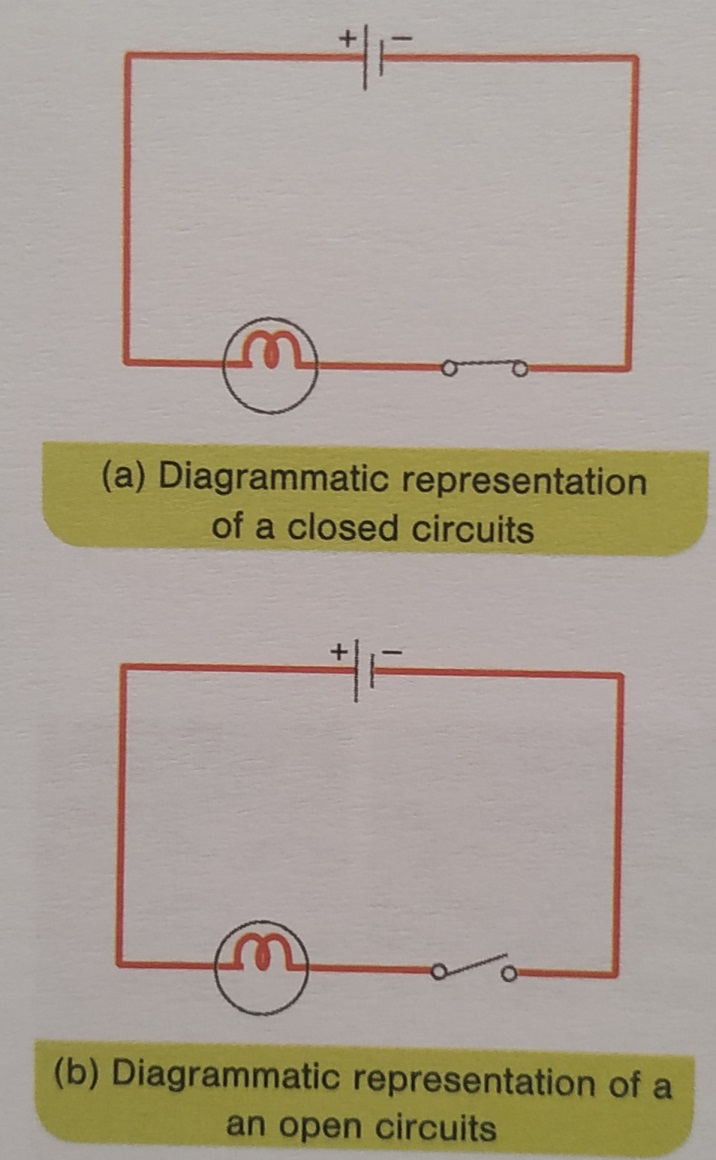 + −
(a) Diagrammatic representation
of a closed circuits
+ −
(b) Diagrammatic representation of a
an open circuits